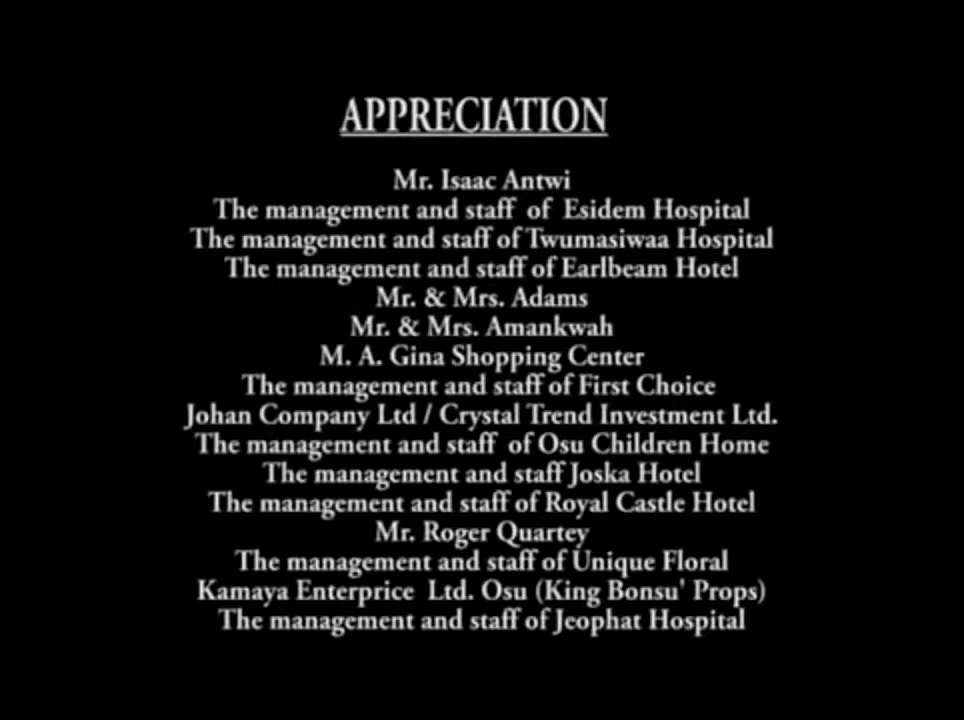 APPRECIATION
Mr. Isaac Antwi
The management and staff of Esidem Hospital
The management and staff of Twumasiwaa Hospital
The management and staff of Earlbeam Hotel
Mr. & Mrs. Adams
Mr. & Mrs. Amankwah
M. A. Gina Shopping Center
The management and staff of First Choice
Johan Company Ltd / Crystal Trend Investment Ltd.
The management and staff of Osu Children Home
The management and staff Joska Hotel
The management and staff of Royal Castle Hotel
Mr. Roger Quartey
The management and staff of Unique Floral
Kamaya Enterprice Ltd. Osu (King Bonsu' Props)
The management and staff of Jeophat Hospital